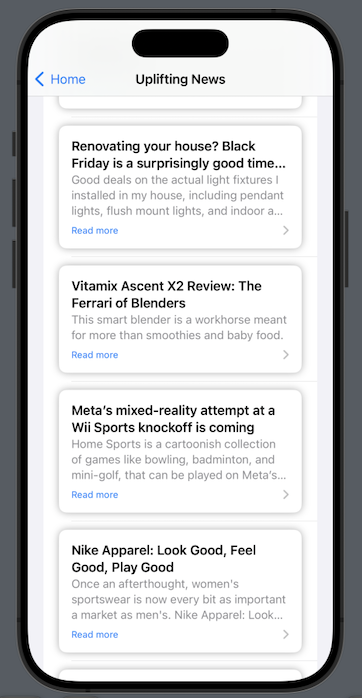 Home
Uplifting News
Renovating your house? Black
Friday is a surprisingly good time...
Good deals on the actual light fixtures I
installed in my house, including pendant
lights, flush mount lights, and indoor a...
Read more
Vitamix Ascent X2 Review: The
Ferrari of Blenders
This smart blender is a workhorse meant
for more than smoothies and baby food.
Read more
Meta’s mixed-reality attempt at a
Wii Sports knockoff is coming
Home Sports is a cartoonish collection
of games like bowling, badminton, and
mini-golf, that can be played on Meta’s...
Read more
Nike Apparel: Look Good, Feel
Good, Play Good
Once an afterthought, women's
sportswear is now every bit as important
a market as men's. Nike Apparel: Look...
Read more